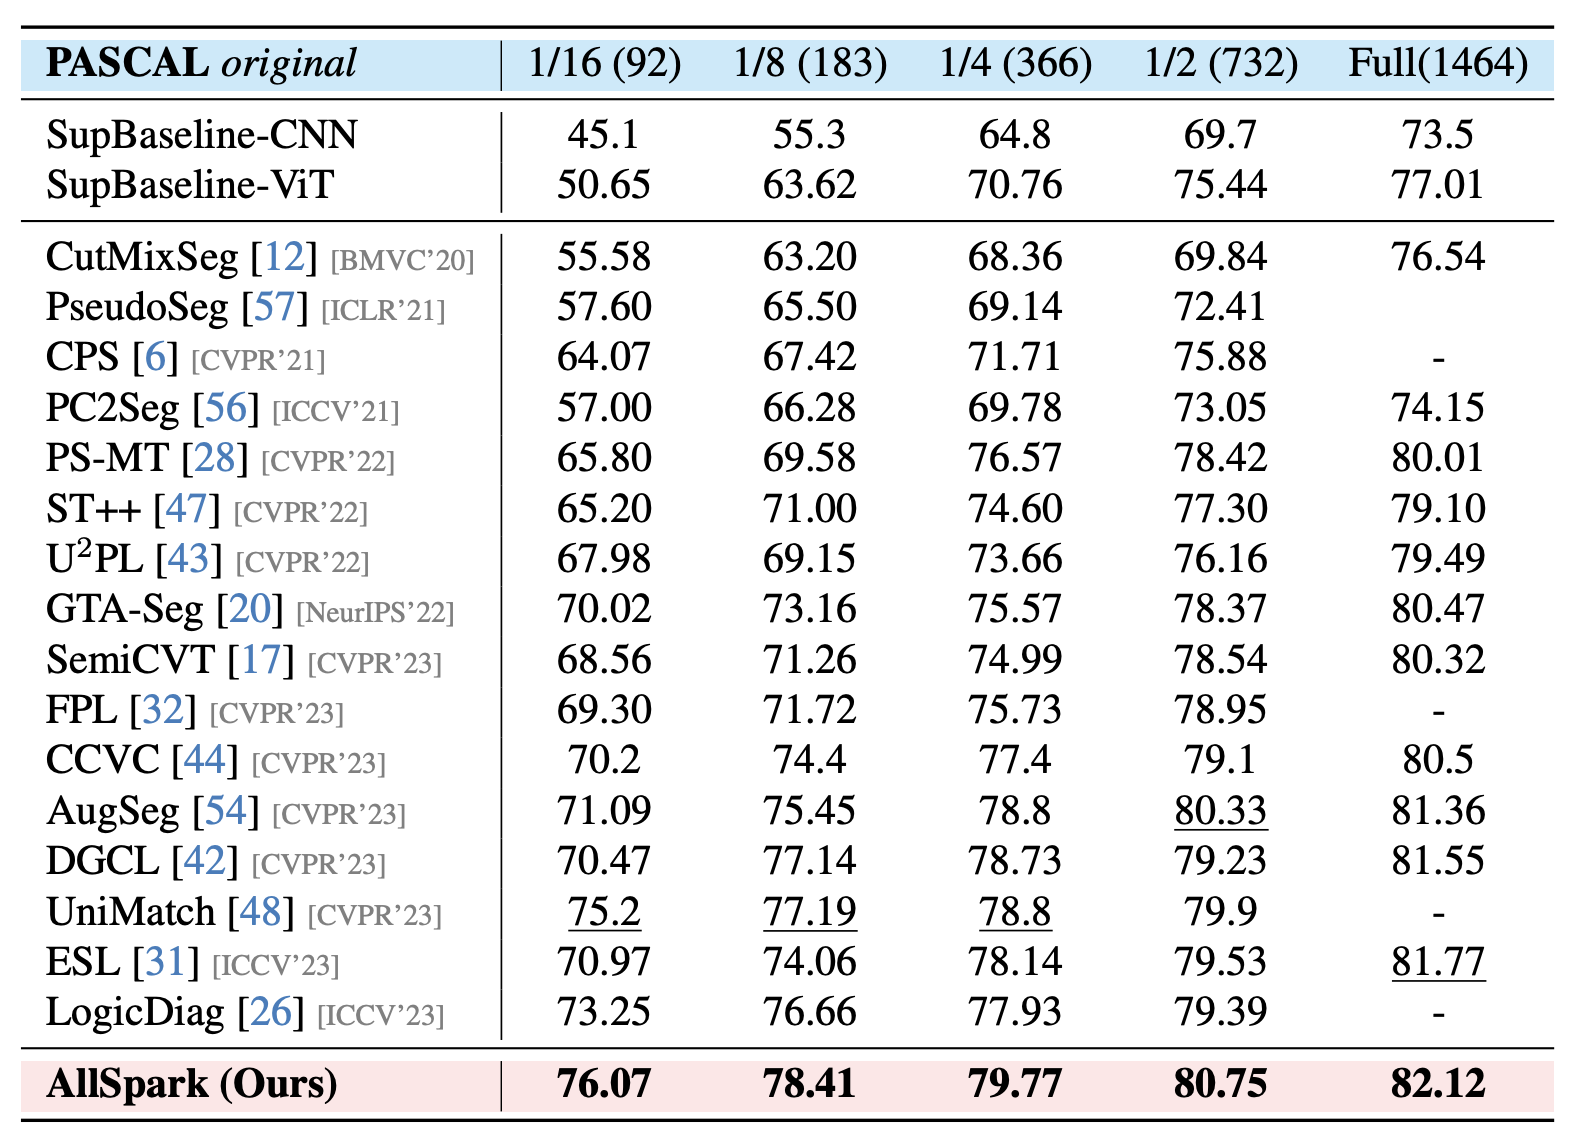 PASCAL original 1/16 (92) 1/8 (183) 1/4 (366) 1/2 (732) Full(1464)
SupBaseline-CNN 45.1 55.3 64.8 69.7 73.5
SupBaseline-ViT 50.65 63.62 70.76 75.44 77.01
CutMixSeg [12] [BMVC’20] 55.58 63.20 68.36 69.84 76.54
PseudoSeg [57] [ICLR’21] 57.60 65.50 69.14 72.41
CPS [6] [CVPR’21] 64.07 67.42 71.71 75.88 -
PC2Seg [56] [ICCV’21] 57.00 66.28 69.78 73.05 74.15
PS-MT [28] [CVPR’22] 65.80 69.58 76.57 78.42 80.01
ST++ [47] [CVPR’22] 65.20 71.00 74.60 77.30 79.10
U²PL [43] [CVPR’22] 67.98 69.15 73.66 76.16 79.49
GTA-Seg [20] [NeurIPS’22] 70.02 73.16 75.57 78.37 80.47
SemiCVT [17] [CVPR’23] 68.56 71.26 74.99 78.54 80.32
FPL [32] [CVPR’23] 69.30 71.72 75.73 78.95 -
CCVC [44] [CVPR’23] 70.2 74.4 77.4 79.1 80.5
AugSeg [54] [CVPR’23] 71.09 75.45 78.8 80.33 81.36
DGCL [42] [CVPR’23] 70.47 77.14 78.73 79.23 81.55
UniMatch [48] [CVPR’23] 75.2 77.19 78.8 79.9 -
ESL [31] [ICCV’23] 70.97 74.06 78.14 79.53 81.77
LogicDiag [26] [ICCV’23] 73.25 76.66 77.93 79.39 -
AllSpark (Ours) 76.07 78.41 79.77 80.75 82.12